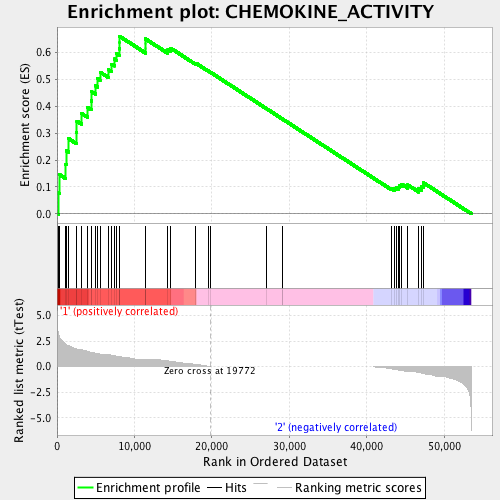 Enrichment plot: CHEMOKINE_ACTIVITY
Enrichment score (ES)
0.6
0.5
0.4
0.3
0.2
0.1
0.0
'1' (positively correlated)
Ranked list metric (tTest)
5.0
2.5
0.0
-2.5
-5.0
Zero cross at 19772
'2' (negatively correlated)
0 10,000 20,000 30,000 40,000 50,000
Rank in Ordered Dataset
Enrichment profile Hits Ranking metric scores